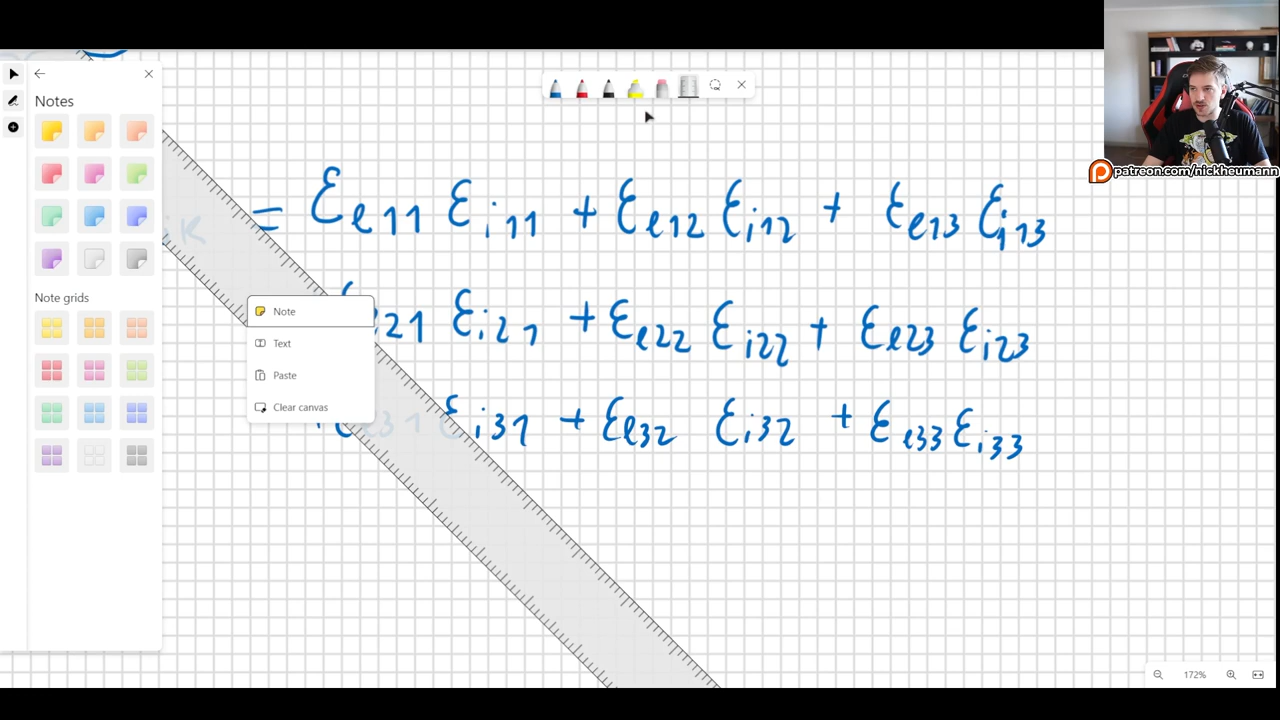 patreon.com/nickheumann
Notes
Note grids
= ε_{ℓ11} ε_{i11} + ε_{ℓ12} ε_{i12} + ε_{ℓ13} ε_{i13}
ε_{i21} + ε_{ℓ22} ε_{i22} + ε_{ℓ23} ε_{i23}
ε_{i31} + ε_{ℓ32} ε_{i32} + ε_{ℓ33} ε_{i33}
Note
Text
Paste
Clear canvas
172%